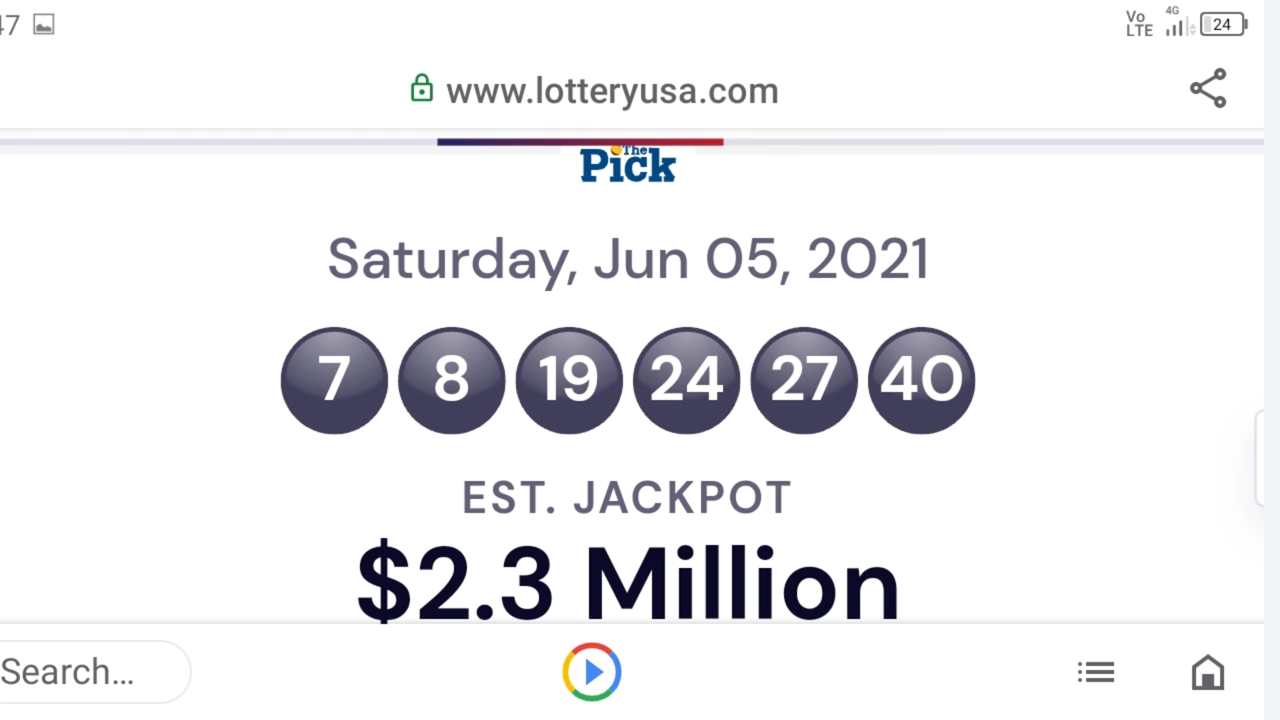 47
Vo
LTE
4G
24
www.lotteryusa.com
The
Pick
Saturday, Jun 05, 2021
7 8 19 24 27 40
EST. JACKPOT
$2.3 Million
Search...